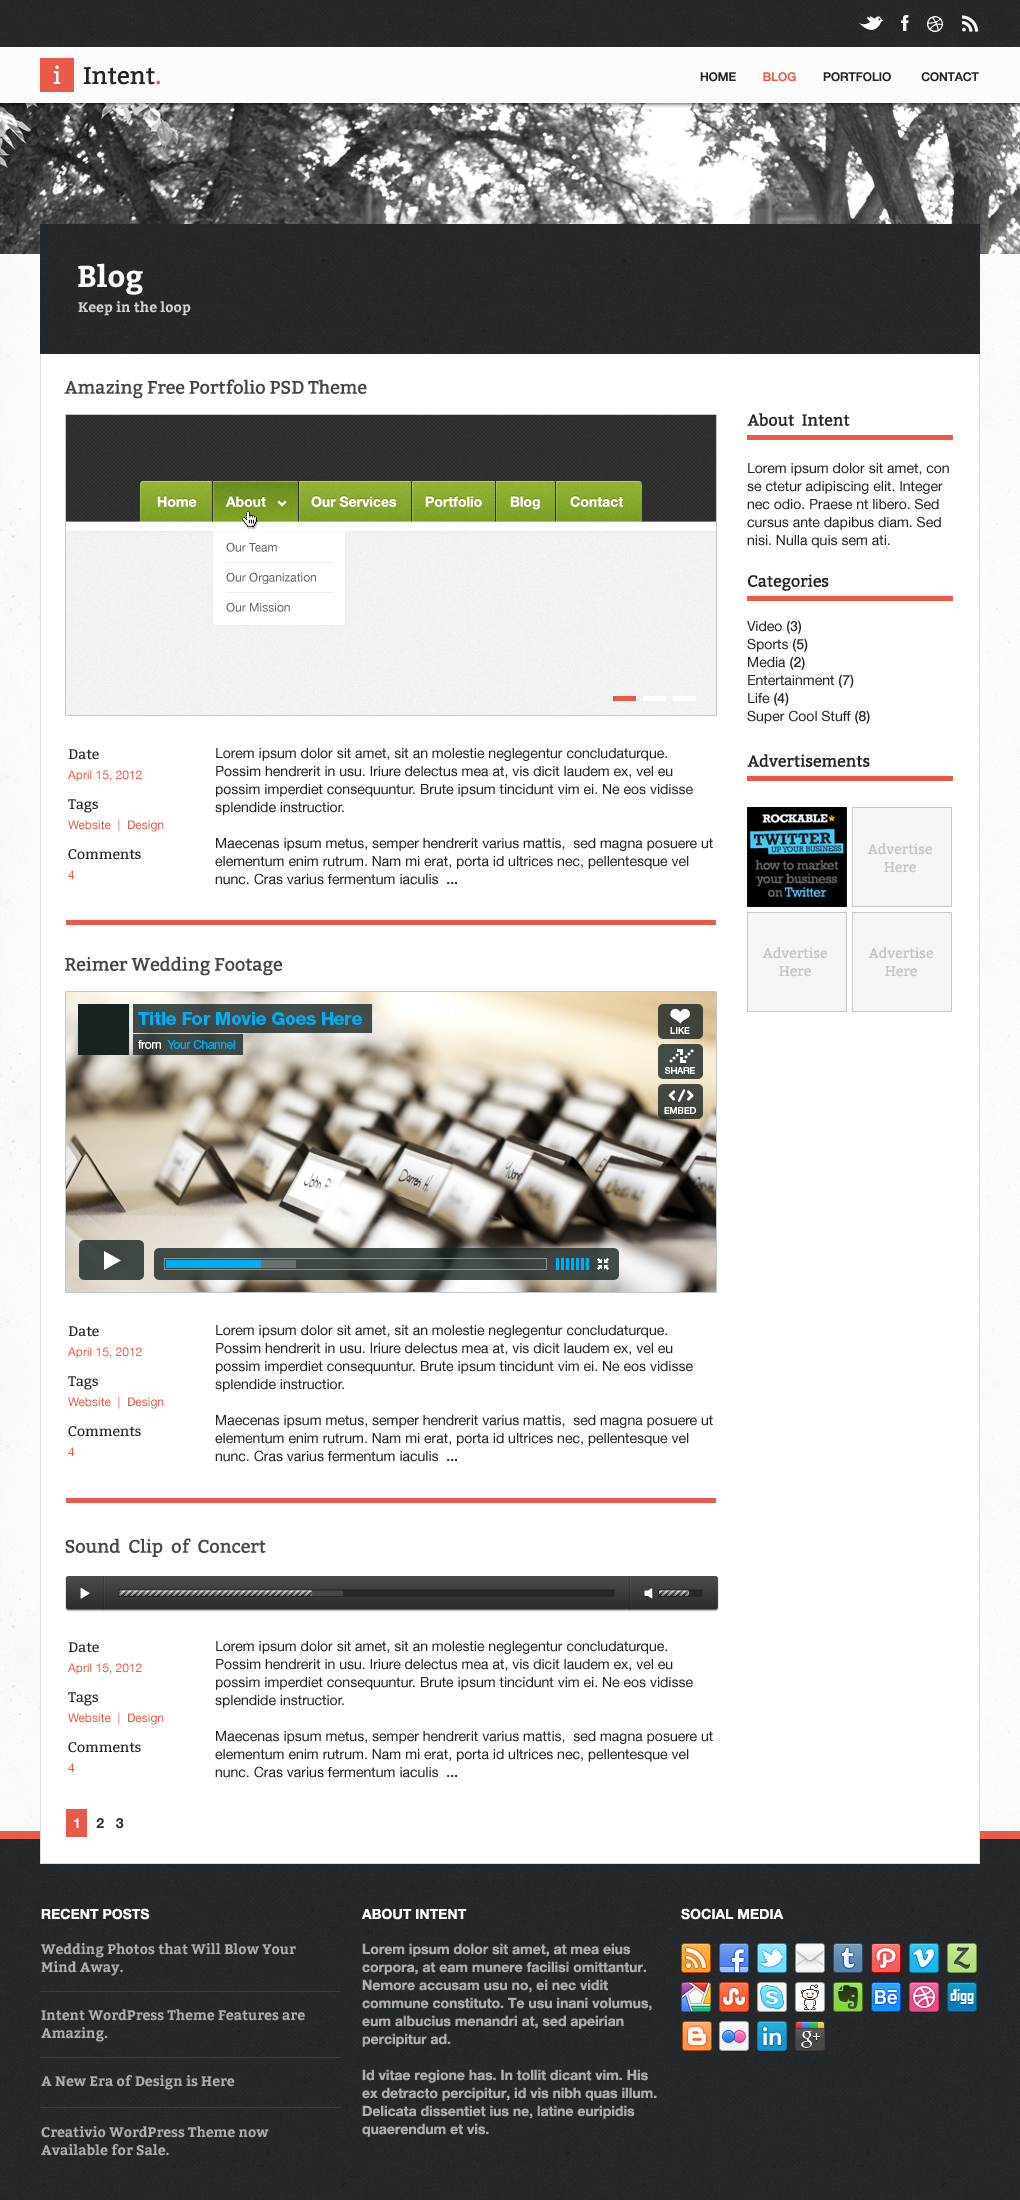 i Intent.
HOME BLOG PORTFOLIO CONTACT
Blog
Keep in the loop
Amazing Free Portfolio PSD Theme
Home About Our Services Portfolio Blog Contact
Our Team
Our Organization
Our Mission
Date
April 15, 2012
Tags
Website | Design
Comments
4
Lorem ipsum dolor sit amet, sit an molestie neglegentur concludaturque.
Possim hendrerit in usu. Iriure delectus mea at, vis dicit laudem ex, vel eu
possim imperdiet consequuntur. Brute ipsum tincidunt vim ei. Ne eos vidisse
splendide instructior.
Maecenas ipsum metus, semper hendrerit varius mattis,  sed magna posuere ut
elementum enim rutrum. Nam mi erat, porta id ultrices nec, pellentesque vel
nunc. Cras varius fermentum iaculis  ...
Reimer Wedding Footage
Title For Movie Goes Here
from Your Channel
LIKE
SHARE
EMBED
John P.
Darren H.
Date
April 15, 2012
Tags
Website | Design
Comments
4
Lorem ipsum dolor sit amet, sit an molestie neglegentur concludaturque.
Possim hendrerit in usu. Iriure delectus mea at, vis dicit laudem ex, vel eu
possim imperdiet consequuntur. Brute ipsum tincidunt vim ei. Ne eos vidisse
splendide instructior.
Maecenas ipsum metus, semper hendrerit varius mattis,  sed magna posuere ut
elementum enim rutrum. Nam mi erat, porta id ultrices nec, pellentesque vel
nunc. Cras varius fermentum iaculis  ...
Sound Clip of Concert
Date
April 15, 2012
Tags
Website | Design
Comments
4
Lorem ipsum dolor sit amet, sit an molestie neglegentur concludaturque.
Possim hendrerit in usu. Iriure delectus mea at, vis dicit laudem ex, vel eu
possim imperdiet consequuntur. Brute ipsum tincidunt vim ei. Ne eos vidisse
splendide instructior.
Maecenas ipsum metus, semper hendrerit varius mattis,  sed magna posuere ut
elementum enim rutrum. Nam mi erat, porta id ultrices nec, pellentesque vel
nunc. Cras varius fermentum iaculis  ...
1 2 3
About Intent
Lorem ipsum dolor sit amet, con
se ctetur adipiscing elit. Integer
nec odio. Praese nt libero. Sed
cursus ante dapibus diam. Sed
nisi. Nulla quis sem ati.
Categories
Video (3)
Sports (5)
Media (2)
Entertainment (7)
Life (4)
Super Cool Stuff (8)
Advertisements
ROCKABLE
TWITTER
UP YOUR BUSINESS
how to market
your business
on Twitter
Advertise
Here
Advertise
Here
Advertise
Here
RECENT POSTS
Wedding Photos that Will Blow Your
Mind Away.
Intent WordPress Theme Features are
Amazing.
A New Era of Design is Here
Creativio WordPress Theme now
Available for Sale.
ABOUT INTENT
Lorem ipsum dolor sit amet, at mea eius
corpora, at eam munere facilisi omittantur.
Nemore accusam usu no, ei nec vidit
commune constituto. Te usu inani volumus,
eum albucius menandri at, sed apeirian
percipitur ad.
Id vitae regione has. In tollit dicant vim. His
ex detracto percipitur, id vis nibh quas illum.
Delicata dissentiet ius ne, latine euripidis
quaerendum et vis.
SOCIAL MEDIA
Bē
digg
in
g+